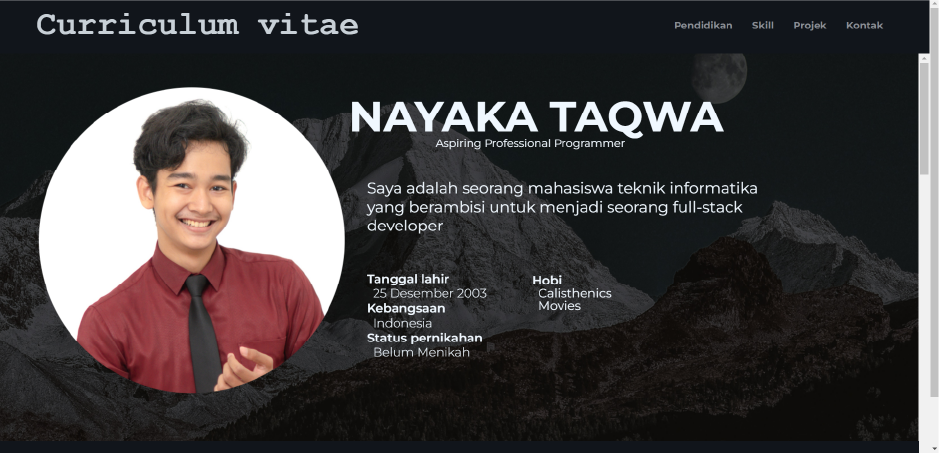 Curriculum vitae
Pendidikan Skill Projek Kontak
NAYAKA TAQWA
Aspiring Professional Programmer
Saya adalah seorang mahasiswa teknik informatika
yang berambisi untuk menjadi seorang full-stack
developer
Tanggal lahir
25 Desember 2003
Kebangsaan
Indonesia
Status pernikahan
Belum Menikah
Hobi
Calisthenics
Movies